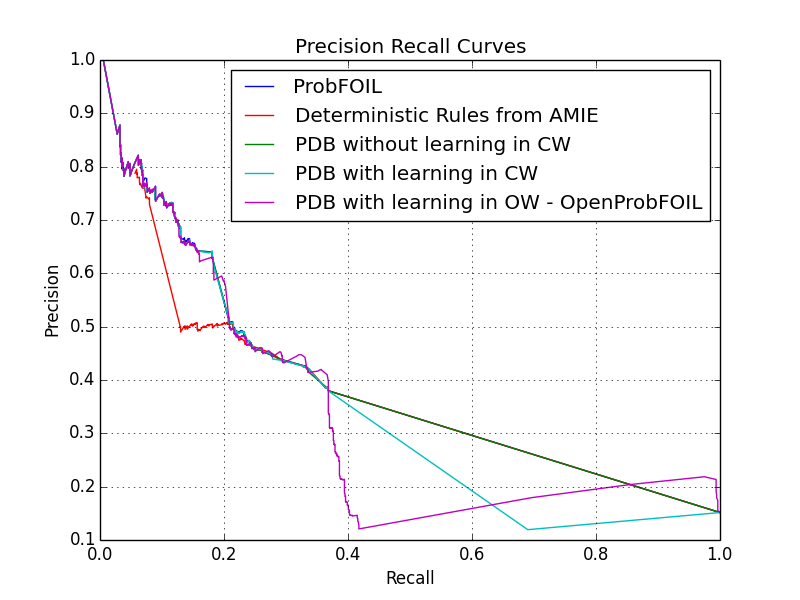 Precision Recall Curves
1.0
0.9
0.8
0.7
0.6
0.5
0.4
0.3
0.2
0.1
Precision
ProbFOIL
Deterministic Rules from AMIE
PDB without learning in CW
PDB with learning in CW
PDB with learning in OW - OpenProbFOIL
0.0 0.2 0.4 0.6 0.8 1.0
Recall